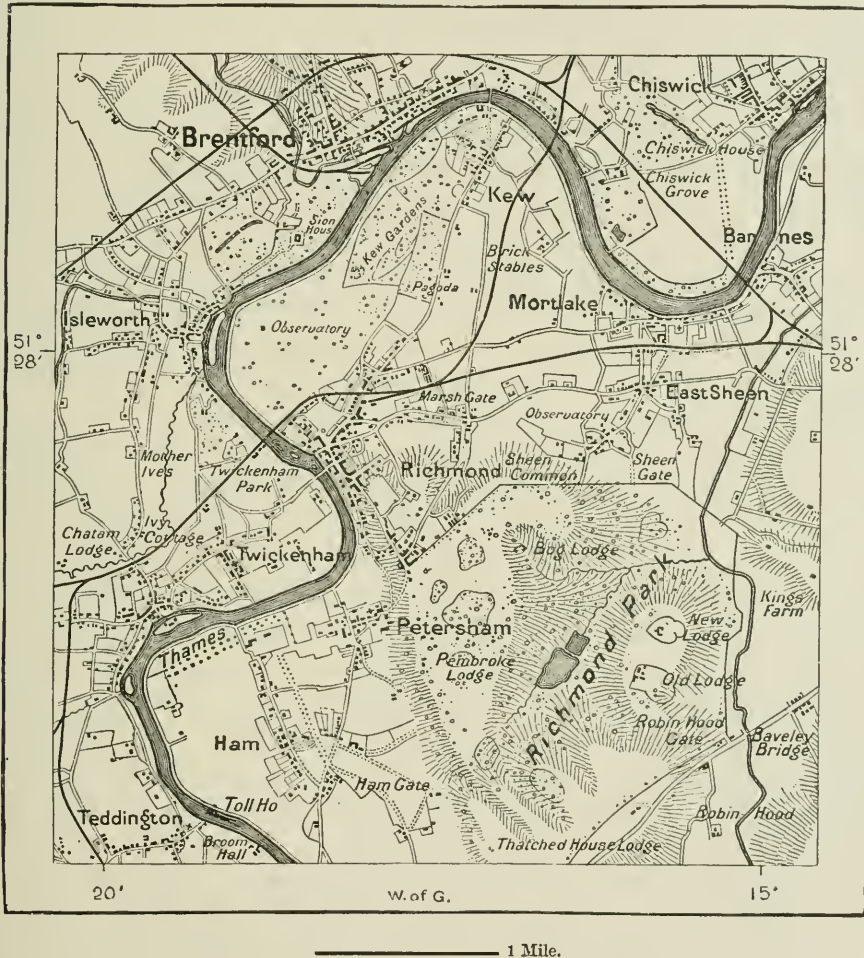 Chiswick
Brentford
Chiswick House
Chiswick
Grove
Kew
Sion
House
Kew Gardens
Barnes
Brick
Stables
Pagoda
Mortlake
Isleworth
Observatory
51°
28'
51°
28'
Marsh Gate
East Sheen
Observatory
Mother
Ives
Twickenham
Park
Richmond
Sheen
Common
Sheen
Gate
Ivy
Cottage
Chatam
Lodge
Twickenham
Bog Lodge
Kings
Farm
Petersham
New
Lodge
Thames
Pembroke
Lodge
Richmond Park
Old Lodge
Robin Hood
Gate
Baveley
Bridge
Ham
Ham Gate
Toll Ho
Teddington
Robin Hood
Broom
Hall
Thatched House Lodge
20'
W. of G.
15'
1 Mile.